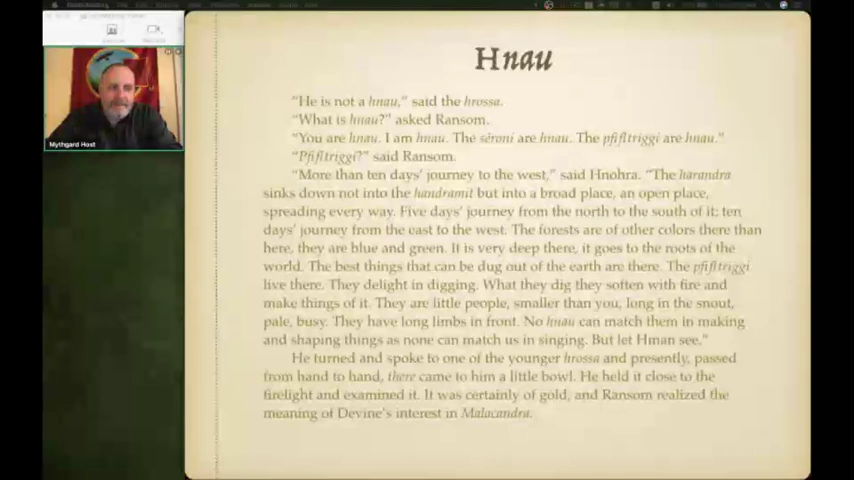 Hnau
"He is not a hnau," said the hrossa.
"What is hnau?" asked Ransom.
"You are hnau. I am hnau. The séroni are hnau. The pfifltriggi are hnau."
"Pfifltriggi?" said Ransom.
"More than ten days' journey to the west," said Hnohra. "The harandra
sinks down not into the handramit but into a broad place, an open place,
spreading every way. Five days' journey from the north to the south of it; ten
days' journey from the east to the west. The forests are of other colors there than
here, they are blue and green. It is very deep there, it goes to the roots of the
world. The best things that can be dug out of the earth are there. The pfifltriggi
live there. They delight in digging. What they dig they soften with fire and
make things of it. They are little people, smaller than you, long in the snout,
pale, busy. They have long limbs in front. No hnau can match them in making
and shaping things as none can match us in singing. But let Hman see."
He turned and spoke to one of the younger hrossa and presently, passed
from hand to hand, there came to him a little bowl. He held it close to the
firelight and examined it. It was certainly of gold, and Ransom realized the
meaning of Devine's interest in Malacandra.
Mythgard Host